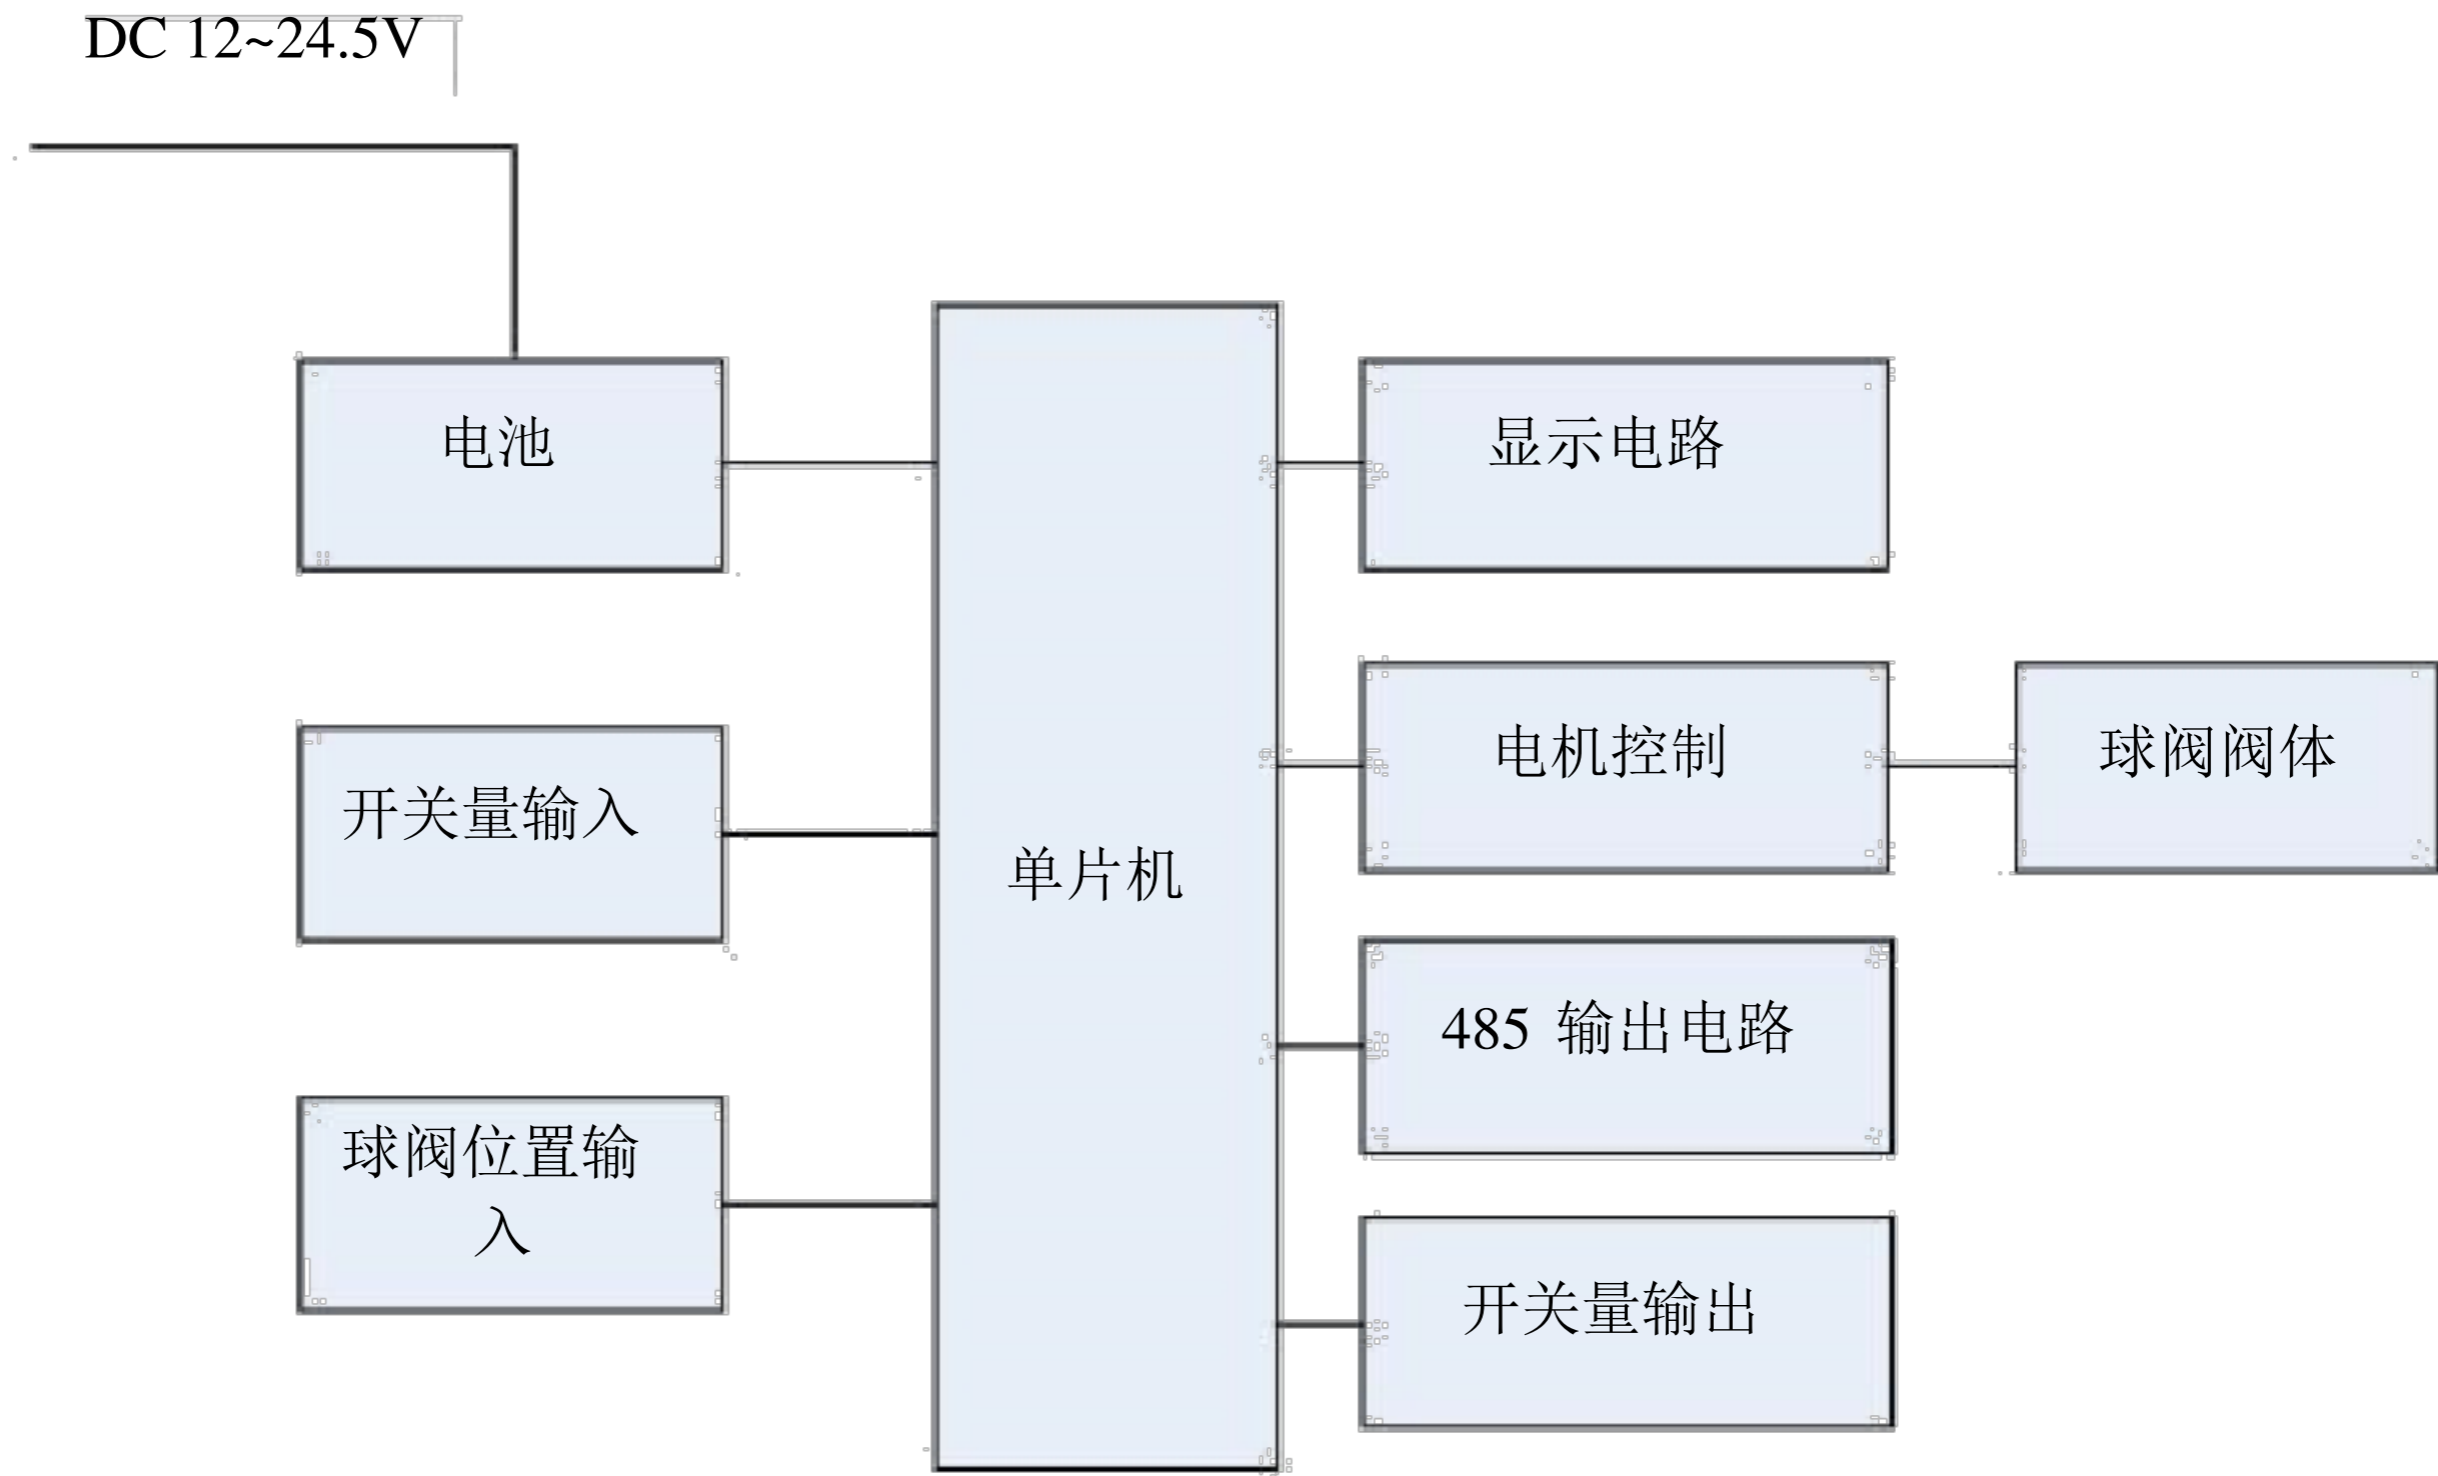 DC 12~24.5V
电池
显示电路
开关量输入
单片机
电机控制
球阀阀体
485 输出电路
球阀位置输
入
开关量输出